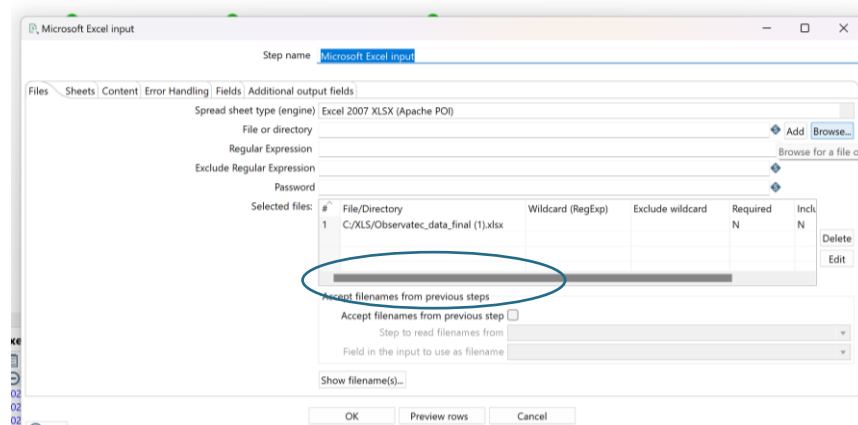 Microsoft Excel input
Step name Microsoft Excel input
Files Sheets Content Error Handling Fields Additional output fields
Spread sheet type (engine) Excel 2007 XLSX (Apache POI)
File or directory Add Browse...
Regular Expression Browse for a file o
Exclude Regular Expression
Password
Selected files: # File/Directory Wildcard (RegExp) Exclude wildcard Required Inclu
1 C:/XLS/Observatec_data_final (1).xlsx N N
Delete
Edit
Accept filenames from previous steps
Accept filenames from previous step
Step to read filenames from
Field in the input to use as filename
Show filename(s)...
OK Preview rows Cancel
02
02
02